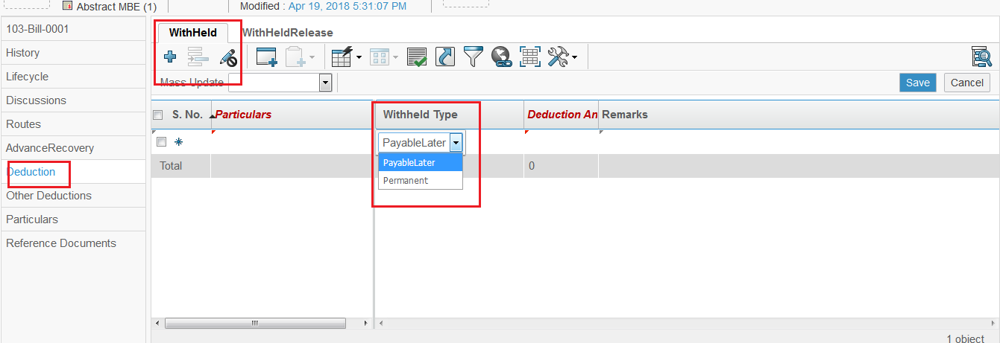 Abstract MBE (1)
Modified : Apr 19, 2018 5:31:07 PM
103-Bill-0001
History
Lifecycle
Discussions
Routes
AdvanceRecovery
Deduction
Other Deductions
Particulars
Reference Documents
WithHeld WithHeldRelease
Mass Update
Save Cancel
S. No. Particulars Withheld Type Deduction An Remarks
PayableLater
PayableLater
Permanent
Total 0
1 object